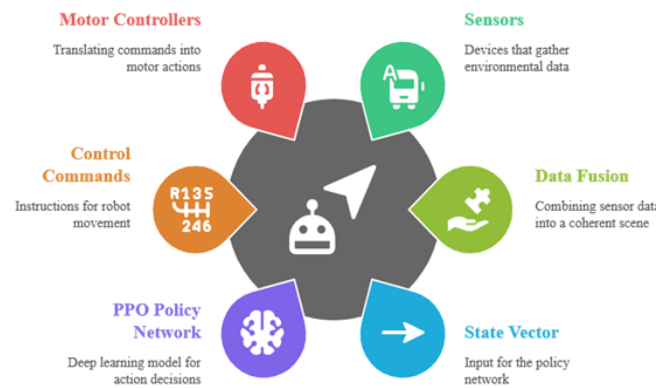 Motor Controllers
Translating commands into
motor actions
Sensors
Devices that gather
environmental data
A
Control
Commands
Instructions for robot
movement
R135
246
Data Fusion
Combining sensor data
into a coherent scene
PPO Policy
Network
Deep learning model for
action decisions
State Vector
Input for the policy
network